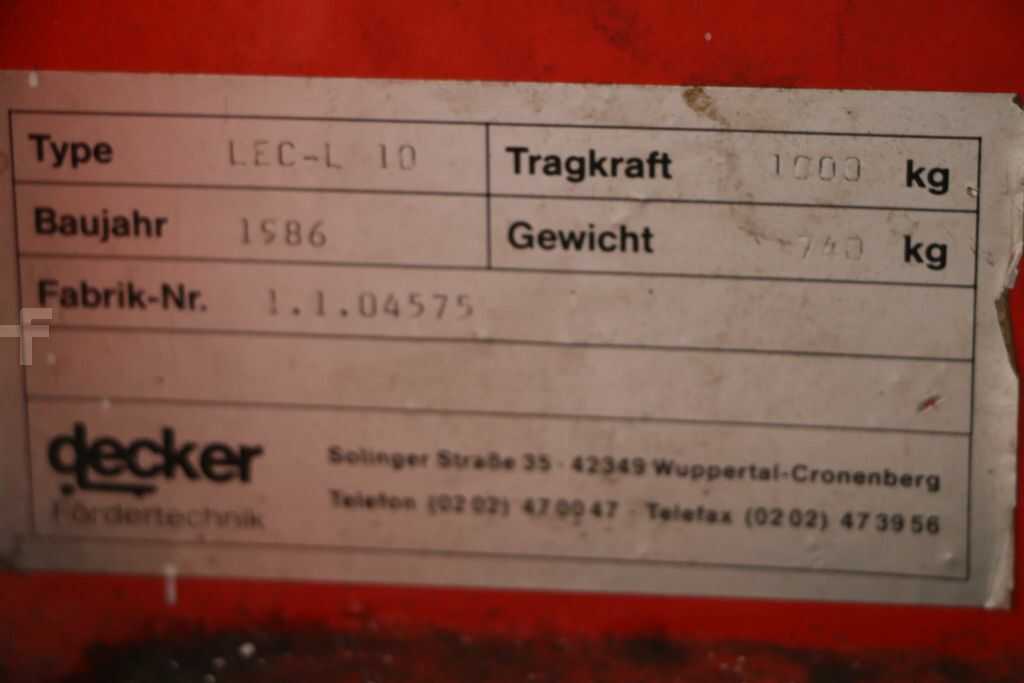 Type LEC-L 10 Tragkraft 1000 kg
Baujahr 1986 Gewicht 740 kg
Fabrik-Nr. 1.1.04575
decker
Fördertechnik
Solinger Straße 35 · 42349 Wuppertal-Cronenberg
Telefon (02 02) 47 00 47 · Telefax (02 02) 47 39 56